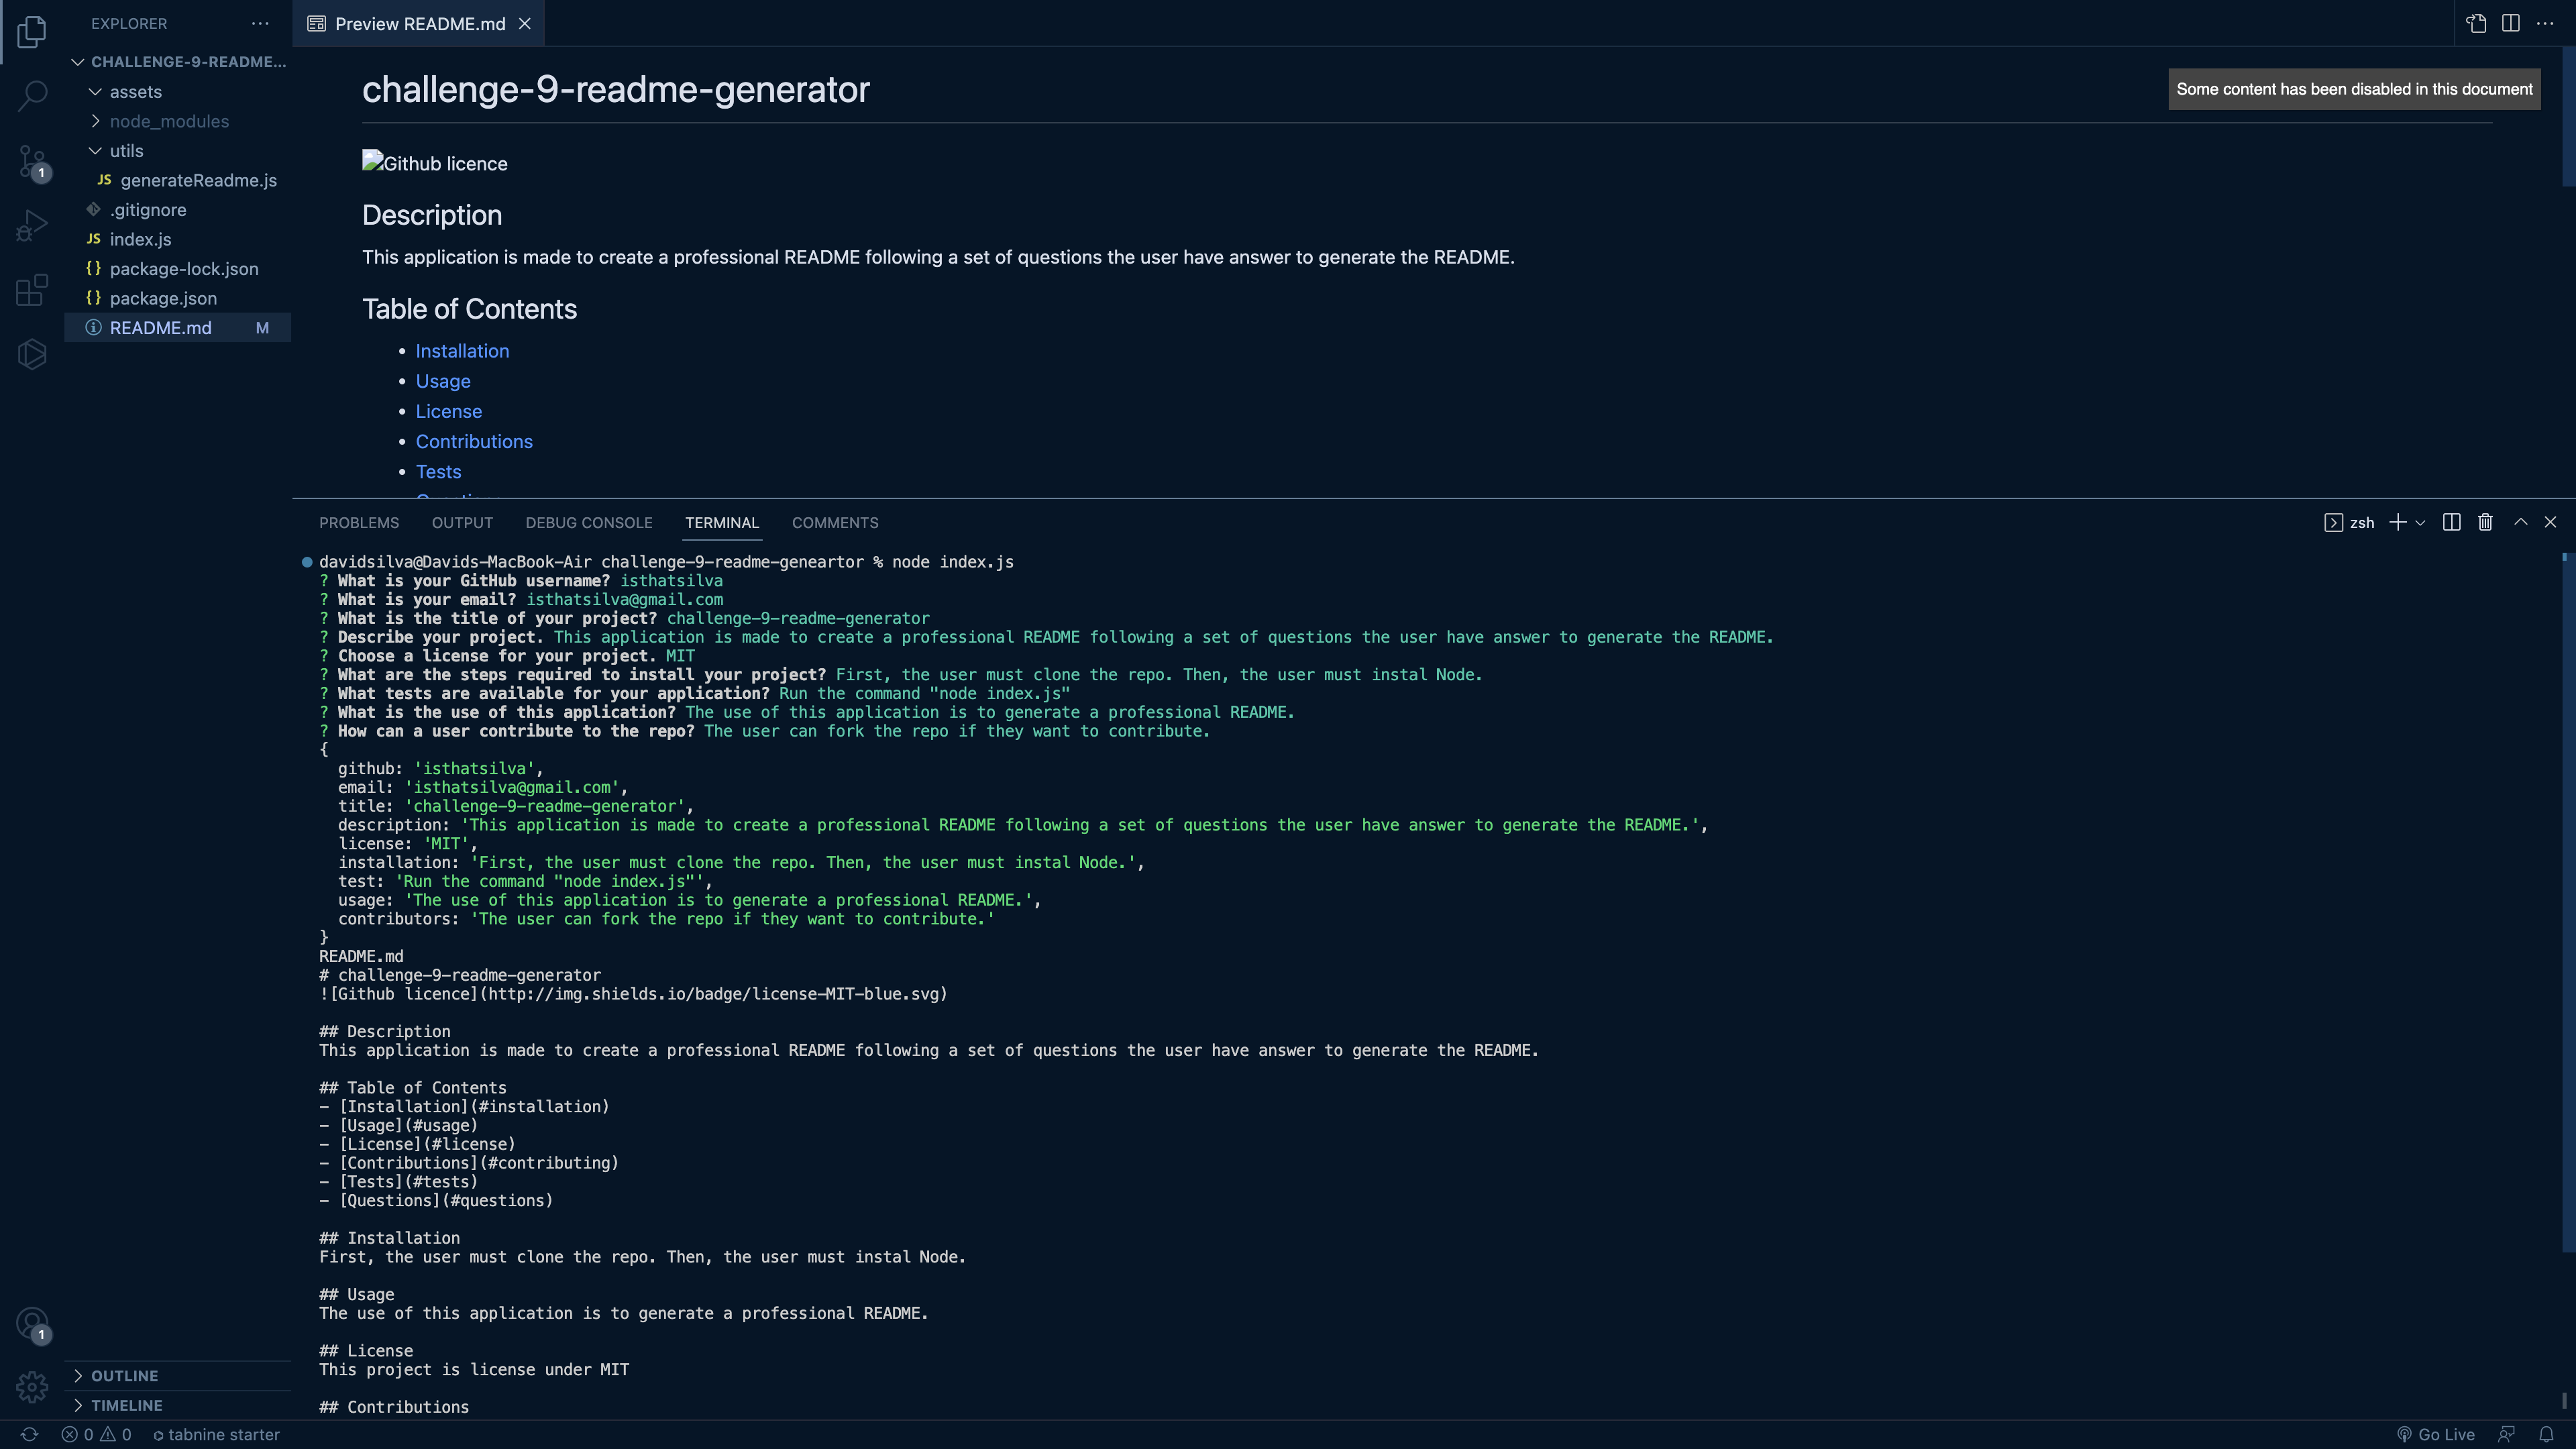 EXPLORER
CHALLENGE-9-README...
assets
node_modules
utils
JS generateReadme.js
.gitignore
JS index.js
{} package-lock.json
{} package.json
README.md M
1
1
OUTLINE
TIMELINE
Preview README.md
challenge-9-readme-generator
Some content has been disabled in this document
Github licence
Description
This application is made to create a professional README following a set of questions the user have answer to generate the README.
Table of Contents
• Installation
• Usage
• License
• Contributions
• Tests
PROBLEMS OUTPUT DEBUG CONSOLE TERMINAL COMMENTS
zsh
davidsilva@Davids-MacBook-Air challenge-9-readme-geneartor % node index.js
? What is your GitHub username? isthatsilva
? What is your email? isthatsilva@gmail.com
? What is the title of your project? challenge-9-readme-generator
? Describe your project. This application is made to create a professional README following a set of questions the user have answer to generate the README.
? Choose a license for your project. MIT
? What are the steps required to install your project? First, the user must clone the repo. Then, the user must instal Node.
? What tests are available for your application? Run the command "node index.js"
? What is the use of this application? The use of this application is to generate a professional README.
? How can a user contribute to the repo? The user can fork the repo if they want to contribute.
{
github: 'isthatsilva',
email: 'isthatsilva@gmail.com',
title: 'challenge-9-readme-generator',
description: 'This application is made to create a professional README following a set of questions the user have answer to generate the README.',
license: 'MIT',
installation: 'First, the user must clone the repo. Then, the user must instal Node.',
test: 'Run the command "node index.js"',
usage: 'The use of this application is to generate a professional README.',
contributors: 'The user can fork the repo if they want to contribute.'
}
README.md
# challenge-9-readme-generator
![Github licence](http://img.shields.io/badge/license-MIT-blue.svg)
## Description
This application is made to create a professional README following a set of questions the user have answer to generate the README.
## Table of Contents
- [Installation](#installation)
- [Usage](#usage)
- [License](#license)
- [Contributions](#contributing)
- [Tests](#tests)
- [Questions](#questions)
## Installation
First, the user must clone the repo. Then, the user must instal Node.
## Usage
The use of this application is to generate a professional README.
## License
This project is license under MIT
## Contributions
0 0 tabnine starter
Go Live